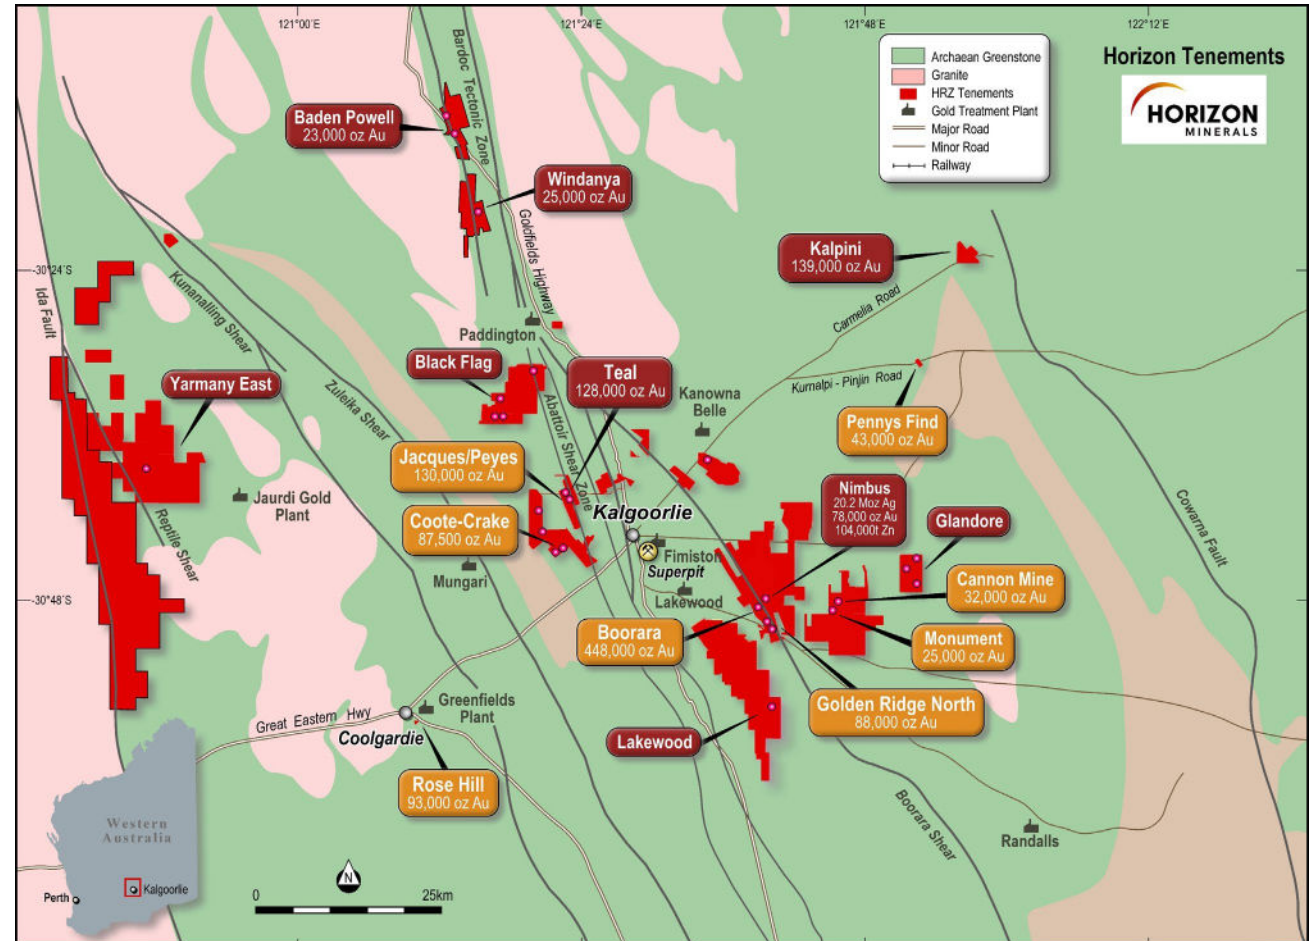 121°00´E
121°24´E
121°48´E
122°12´E
Horizon Tenements
HORIZON
MINERALS
Archaean Greenstone
Granite
HRZ Tenements
Gold Treatment Plant
Major Road
Minor Road
Railway
Bardoc Tectonic Zone
Baden Powell
23,000 oz Au
Windanya
25,000 oz Au
Goldfields Highway
Kalpini
139,000 oz Au
-30°24´S
Ida Fault
Kunanalling Shear
Carmelia Road
Paddington
Black Flag
Teal
128,000 oz Au
Kurnalpi - Pinjin Road
Yarmany East
Zuleika Shear
Abattoir Shear Zone
Kanowna
Belle
Pennys Find
43,000 oz Au
Jacques/Peyes
130,000 oz Au
Nimbus
20.2 Moz Ag
78,000 oz Au
104,000t Zn
Jaurdi Gold
Plant
Reptile Shear
Coote-Crake
87,500 oz Au
Kalgoorlie
Glandore
Cowarna Fault
Fimiston
Superpit
Mungari
Lakewood
Cannon Mine
32,000 oz Au
-30°48´S
Boorara
448,000 oz Au
Monument
25,000 oz Au
Golden Ridge North
88,000 oz Au
Greenfields
Plant
Great Eastern Hwy
Coolgardie
Lakewood
Rose Hill
93,000 oz Au
Boorara Shear
Randalls
Western
Australia
Kalgoorlie
Perth
N
0
25km